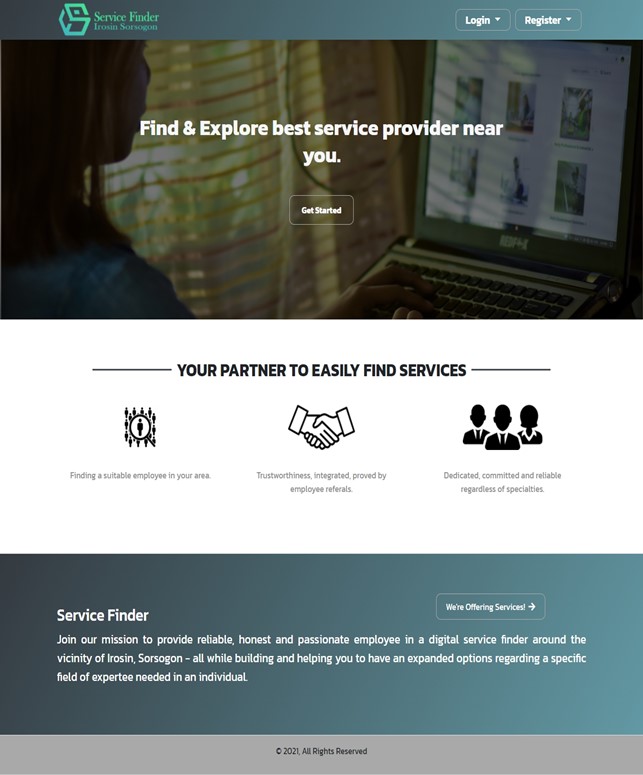 Service Finder
Irosin Sorsogon
Login
Register
Find & Explore best service provider near
you.
Get Started
YOUR PARTNER TO EASILY FIND SERVICES
Finding a suitable employee in your area.
Trustworthiness, integrated, proved by
employee referals.
Dedicated, committed and reliable
regardless of specialties.
We're Offering Services!
Service Finder
Join our mission to provide reliable, honest and passionate employee in a digital service finder around the
vicinity of Irosin, Sorsogon - all while building and helping you to have an expanded options regarding a specific
field of expertee needed in an individual.
© 2021, All Rights Reserved